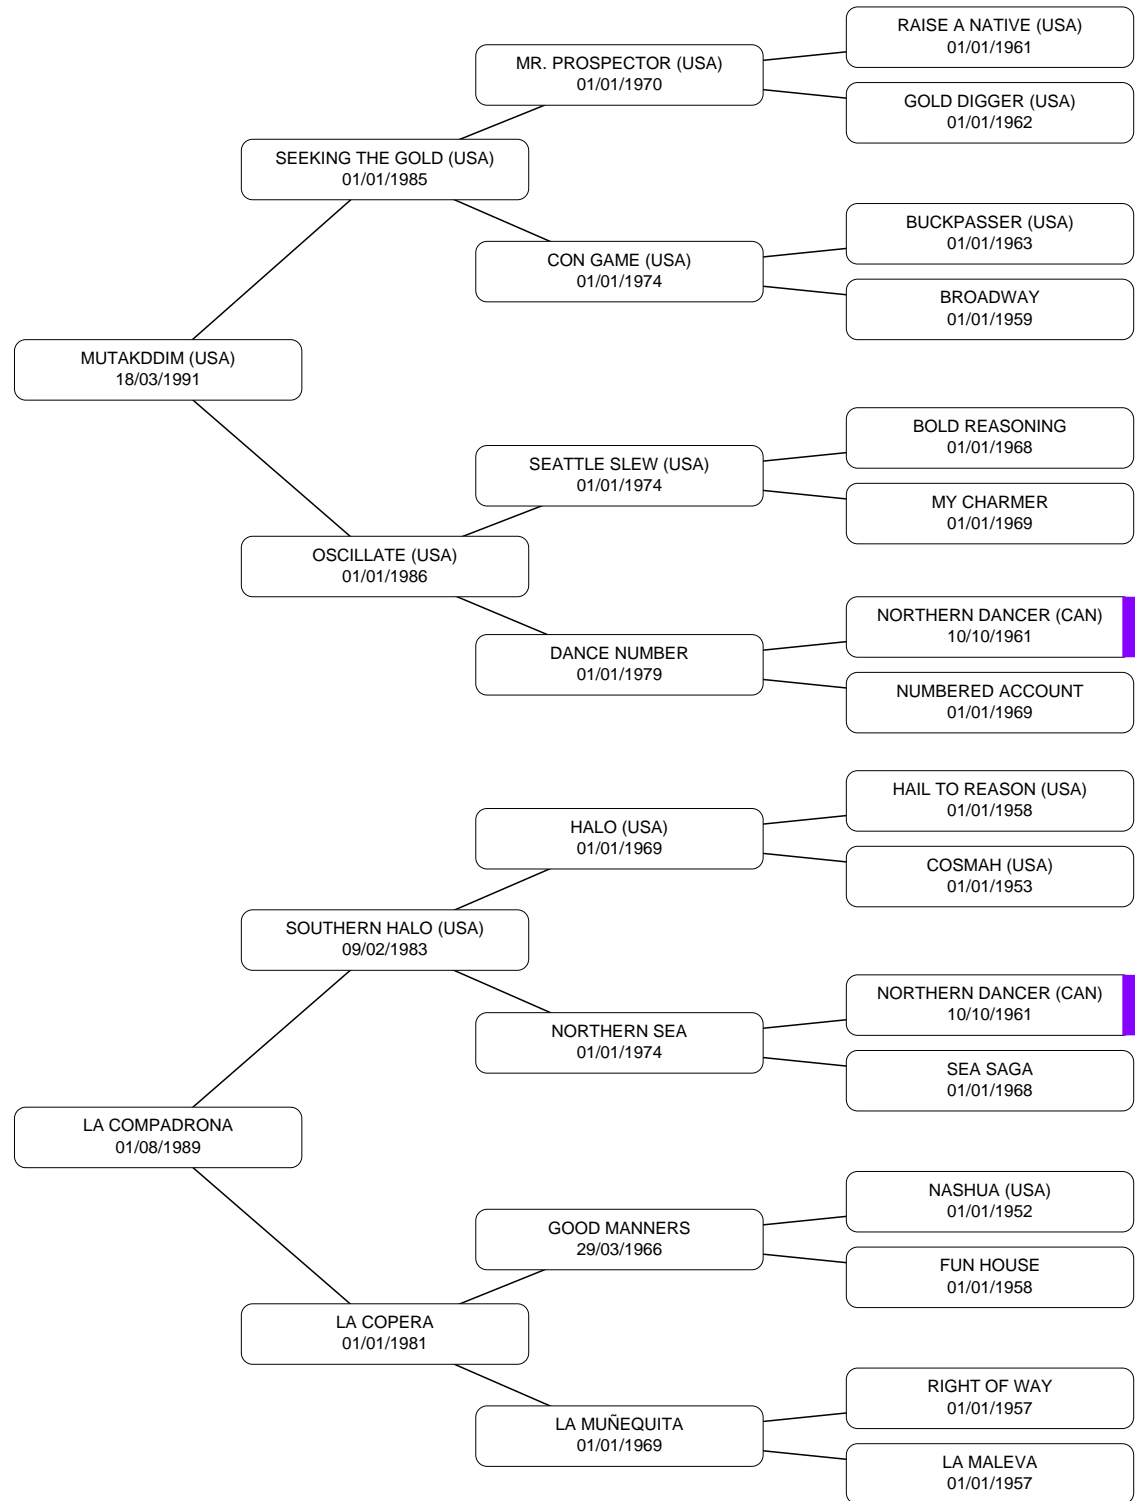 RAISE A NATIVE (USA)
01/01/1961
MR. PROSPECTOR (USA)
01/01/1970
GOLD DIGGER (USA)
01/01/1962
SEEKING THE GOLD (USA)
01/01/1985
BUCKPASSER (USA)
01/01/1963
CON GAME (USA)
01/01/1974
BROADWAY
01/01/1959
MUTAKDDIM (USA)
18/03/1991
BOLD REASONING
01/01/1968
SEATTLE SLEW (USA)
01/01/1974
MY CHARMER
01/01/1969
OSCILLATE (USA)
01/01/1986
NORTHERN DANCER (CAN)
10/10/1961
DANCE NUMBER
01/01/1979
NUMBERED ACCOUNT
01/01/1969
HAIL TO REASON (USA)
01/01/1958
HALO (USA)
01/01/1969
COSMAH (USA)
01/01/1953
SOUTHERN HALO (USA)
09/02/1983
NORTHERN DANCER (CAN)
10/10/1961
NORTHERN SEA
01/01/1974
SEA SAGA
01/01/1968
LA COMPADRONA
01/08/1989
NASHUA (USA)
01/01/1952
GOOD MANNERS
29/03/1966
FUN HOUSE
01/01/1958
LA COPERA
01/01/1981
RIGHT OF WAY
01/01/1957
LA MUÑEQUITA
01/01/1969
LA MALEVA
01/01/1957